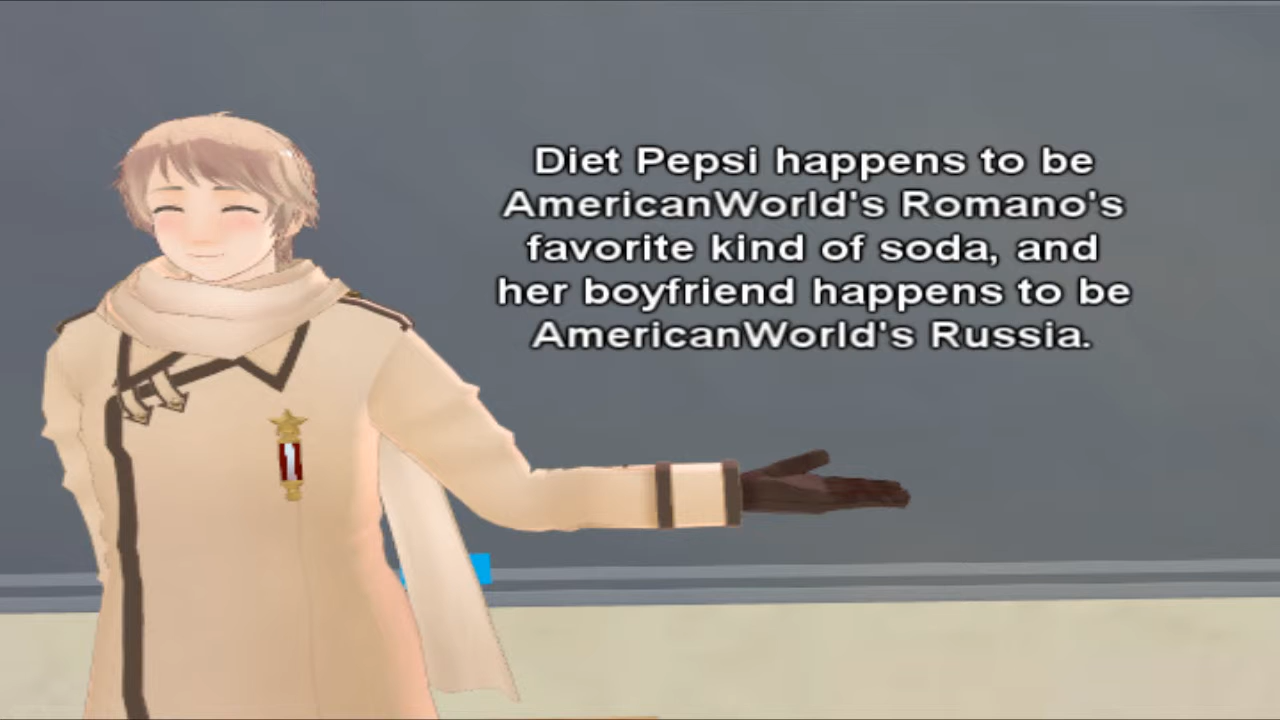 Diet Pepsi happens to be
AmericanWorld's Romano's
favorite kind of soda, and
her boyfriend happens to be
AmericanWorld's Russia.